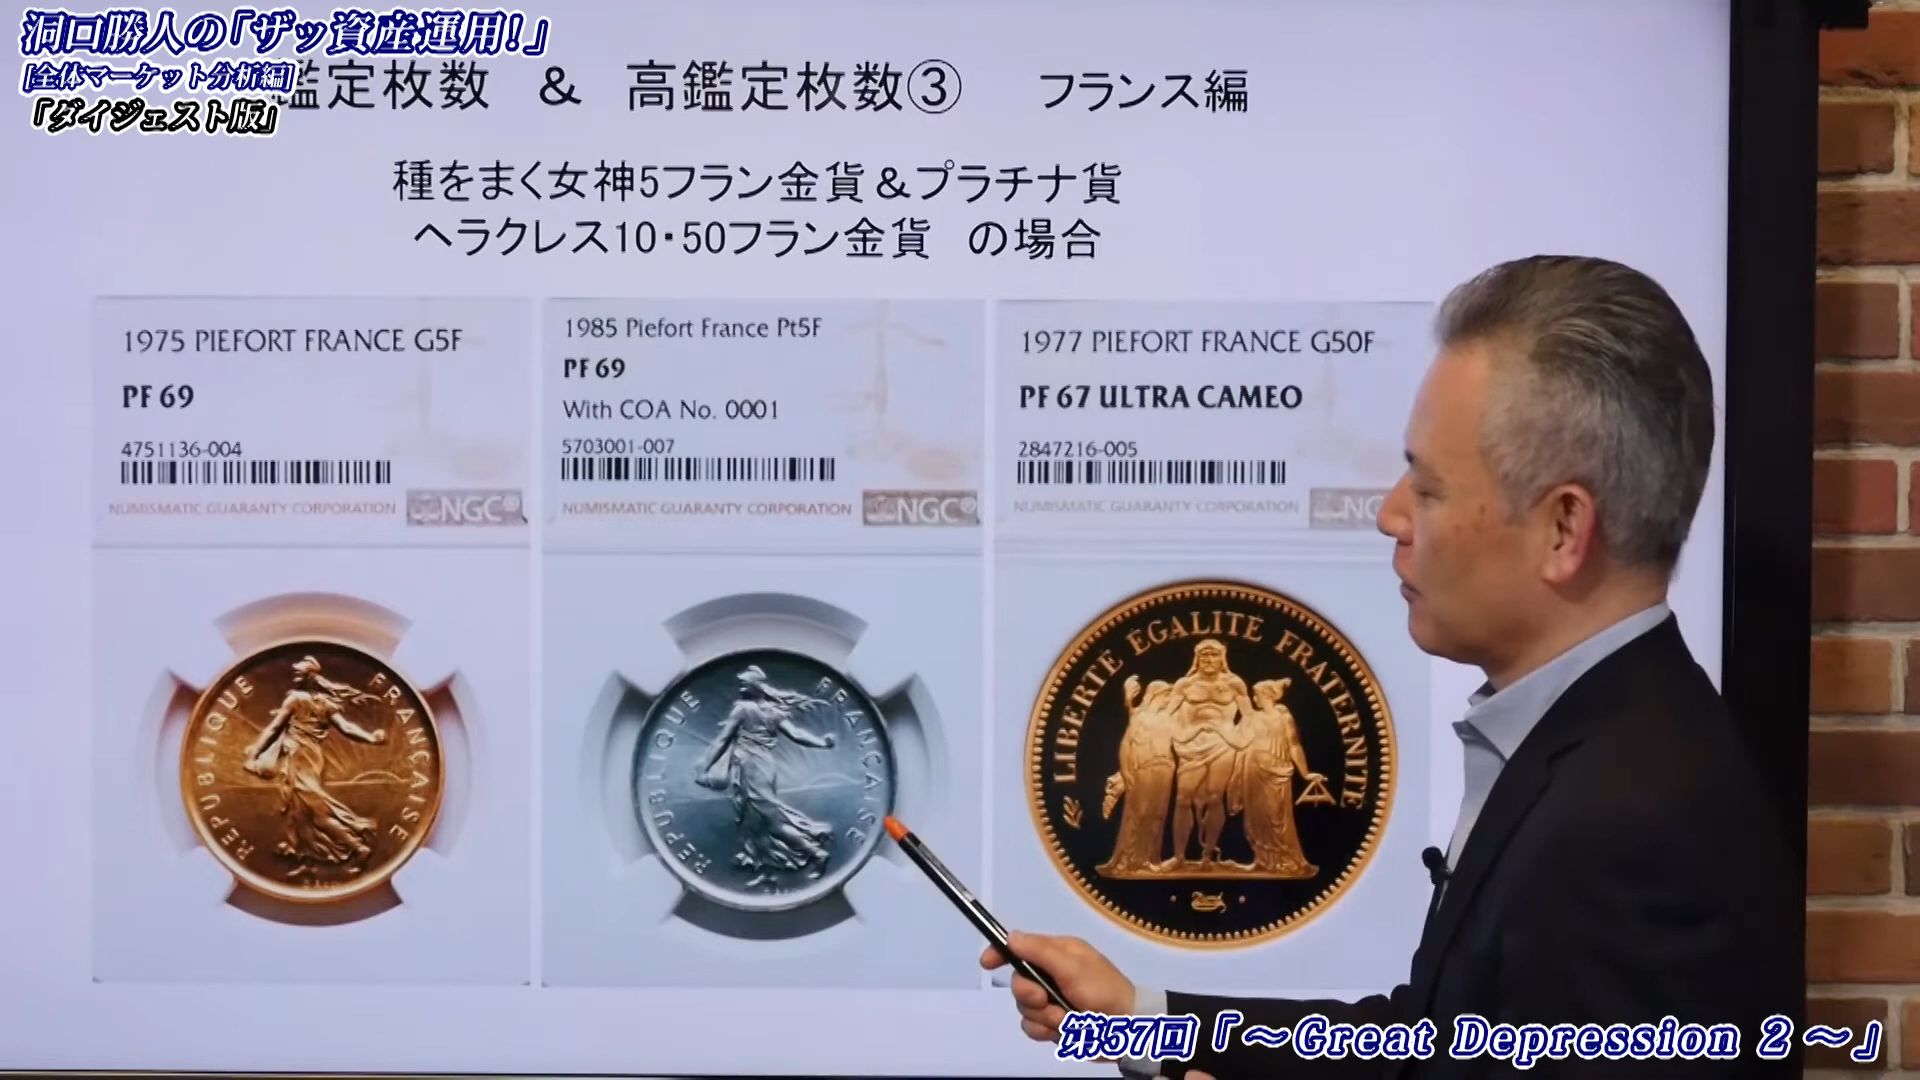 洞口勝人の「ザッ資産運用!」
[全体マーケット分析編]
「ダイジェスト版」
鑑定枚数 & 高鑑定枚数③ フランス編
種をまく女神5フラン金貨&プラチナ貨
ヘラクレス10・50フラン金貨 の場合
1975 PIEFORT FRANCE G5F
PF 69
4751136-004
NUMISMATIC GUARANTY CORPORATION NGC®
REPUBLIQUE FRANÇAISE
1985 Piefort France Pt5F
PF 69
With COA No. 0001
5703001-007
NUMISMATIC GUARANTY CORPORATION NGC®
REPUBLIQUE FRANÇAISE
1977 PIEFORT FRANCE G50F
PF 67 ULTRA CAMEO
2847216-005
NUMISMATIC GUARANTY CORPORATION NG
LIBERTÉ ÉGALITÉ FRATERNITÉ
第57回「～Great Depression 2～」